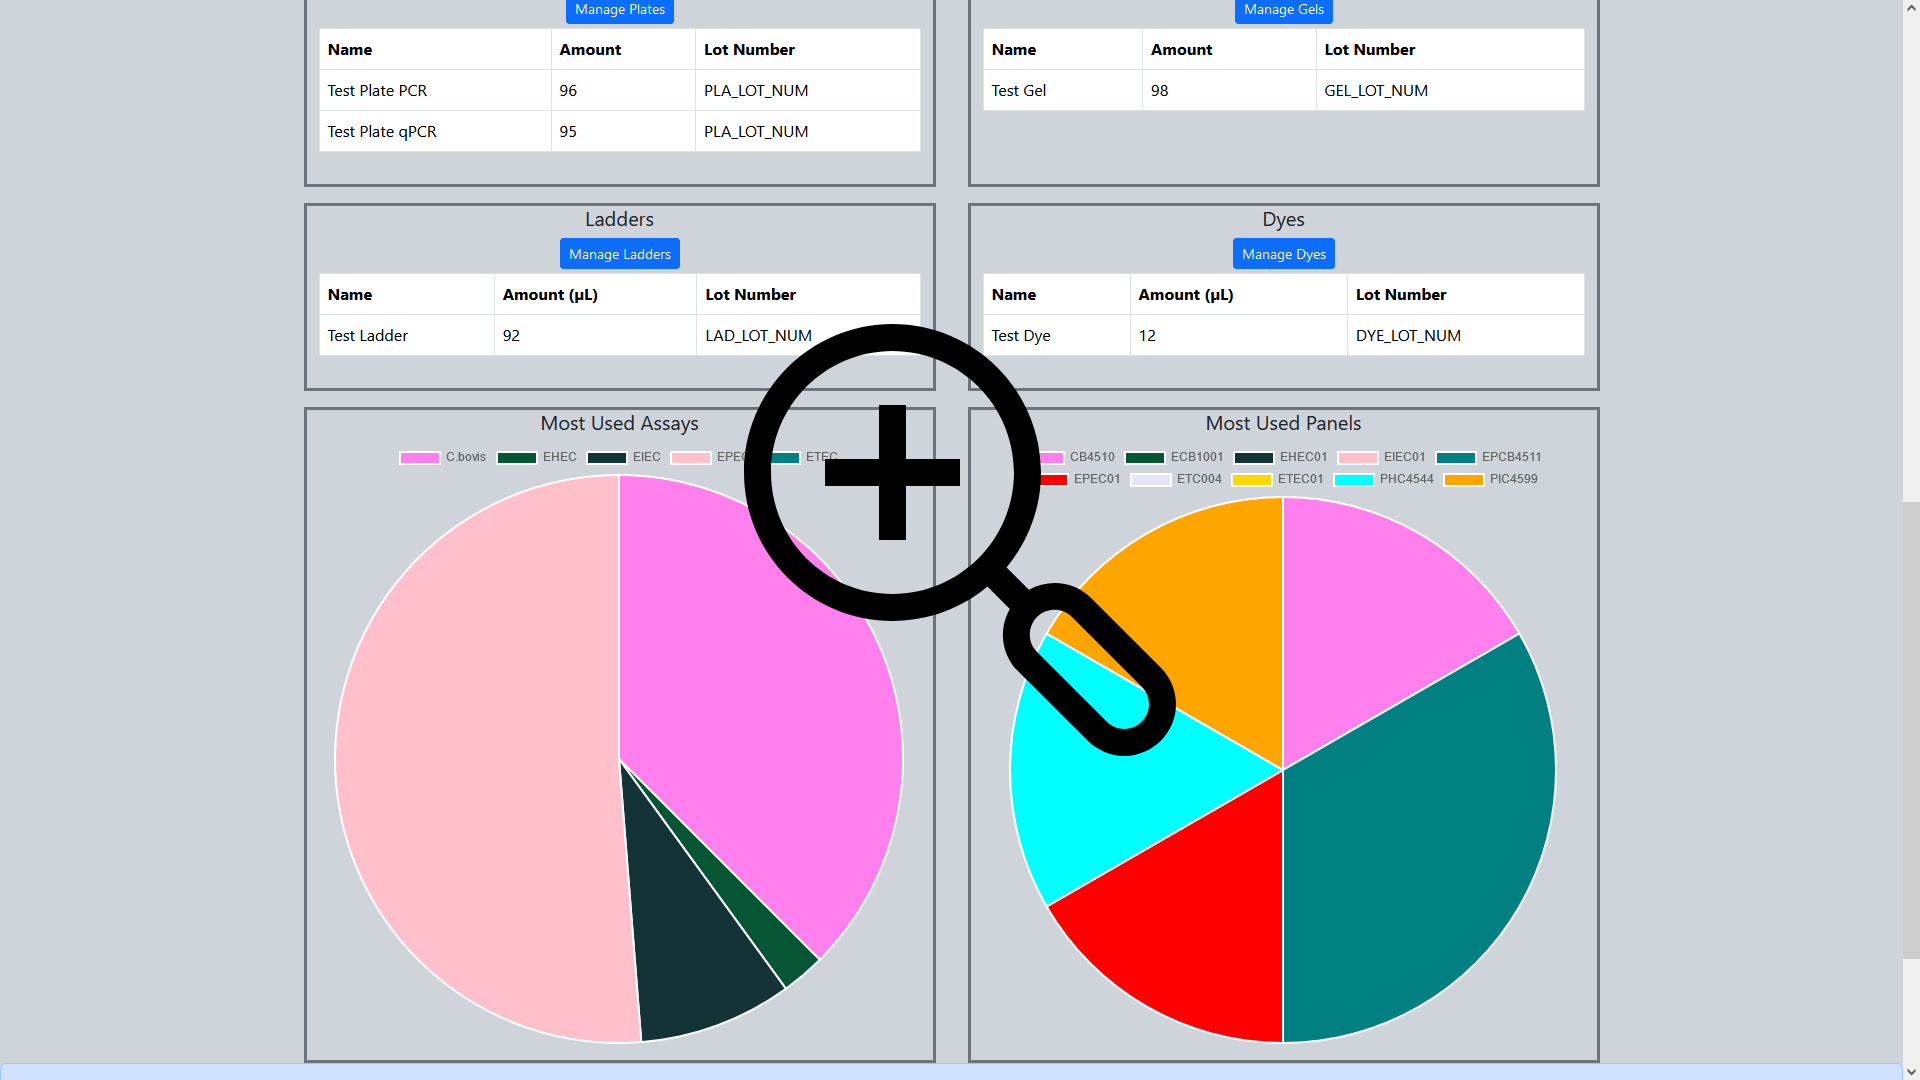 Manage Plates
Name Amount Lot Number
Test Plate PCR 96 PLA_LOT_NUM
Test Plate qPCR 95 PLA_LOT_NUM
Manage Gels
Name Amount Lot Number
Test Gel 98 GEL_LOT_NUM
Ladders
Manage Ladders
Name Amount (µL) Lot Number
Test Ladder 92 LAD_LOT_NUM
Dyes
Manage Dyes
Name Amount (µL) Lot Number
Test Dye 12 DYE_LOT_NUM
Most Used Assays
C.bovis EHEC EIEC ETEC
Most Used Panels
CB4510 ECB1001 EHEC01 EIEC01 EPCB4511
EPEC01 ETC004 ETEC01 PHC4544 PIC4599